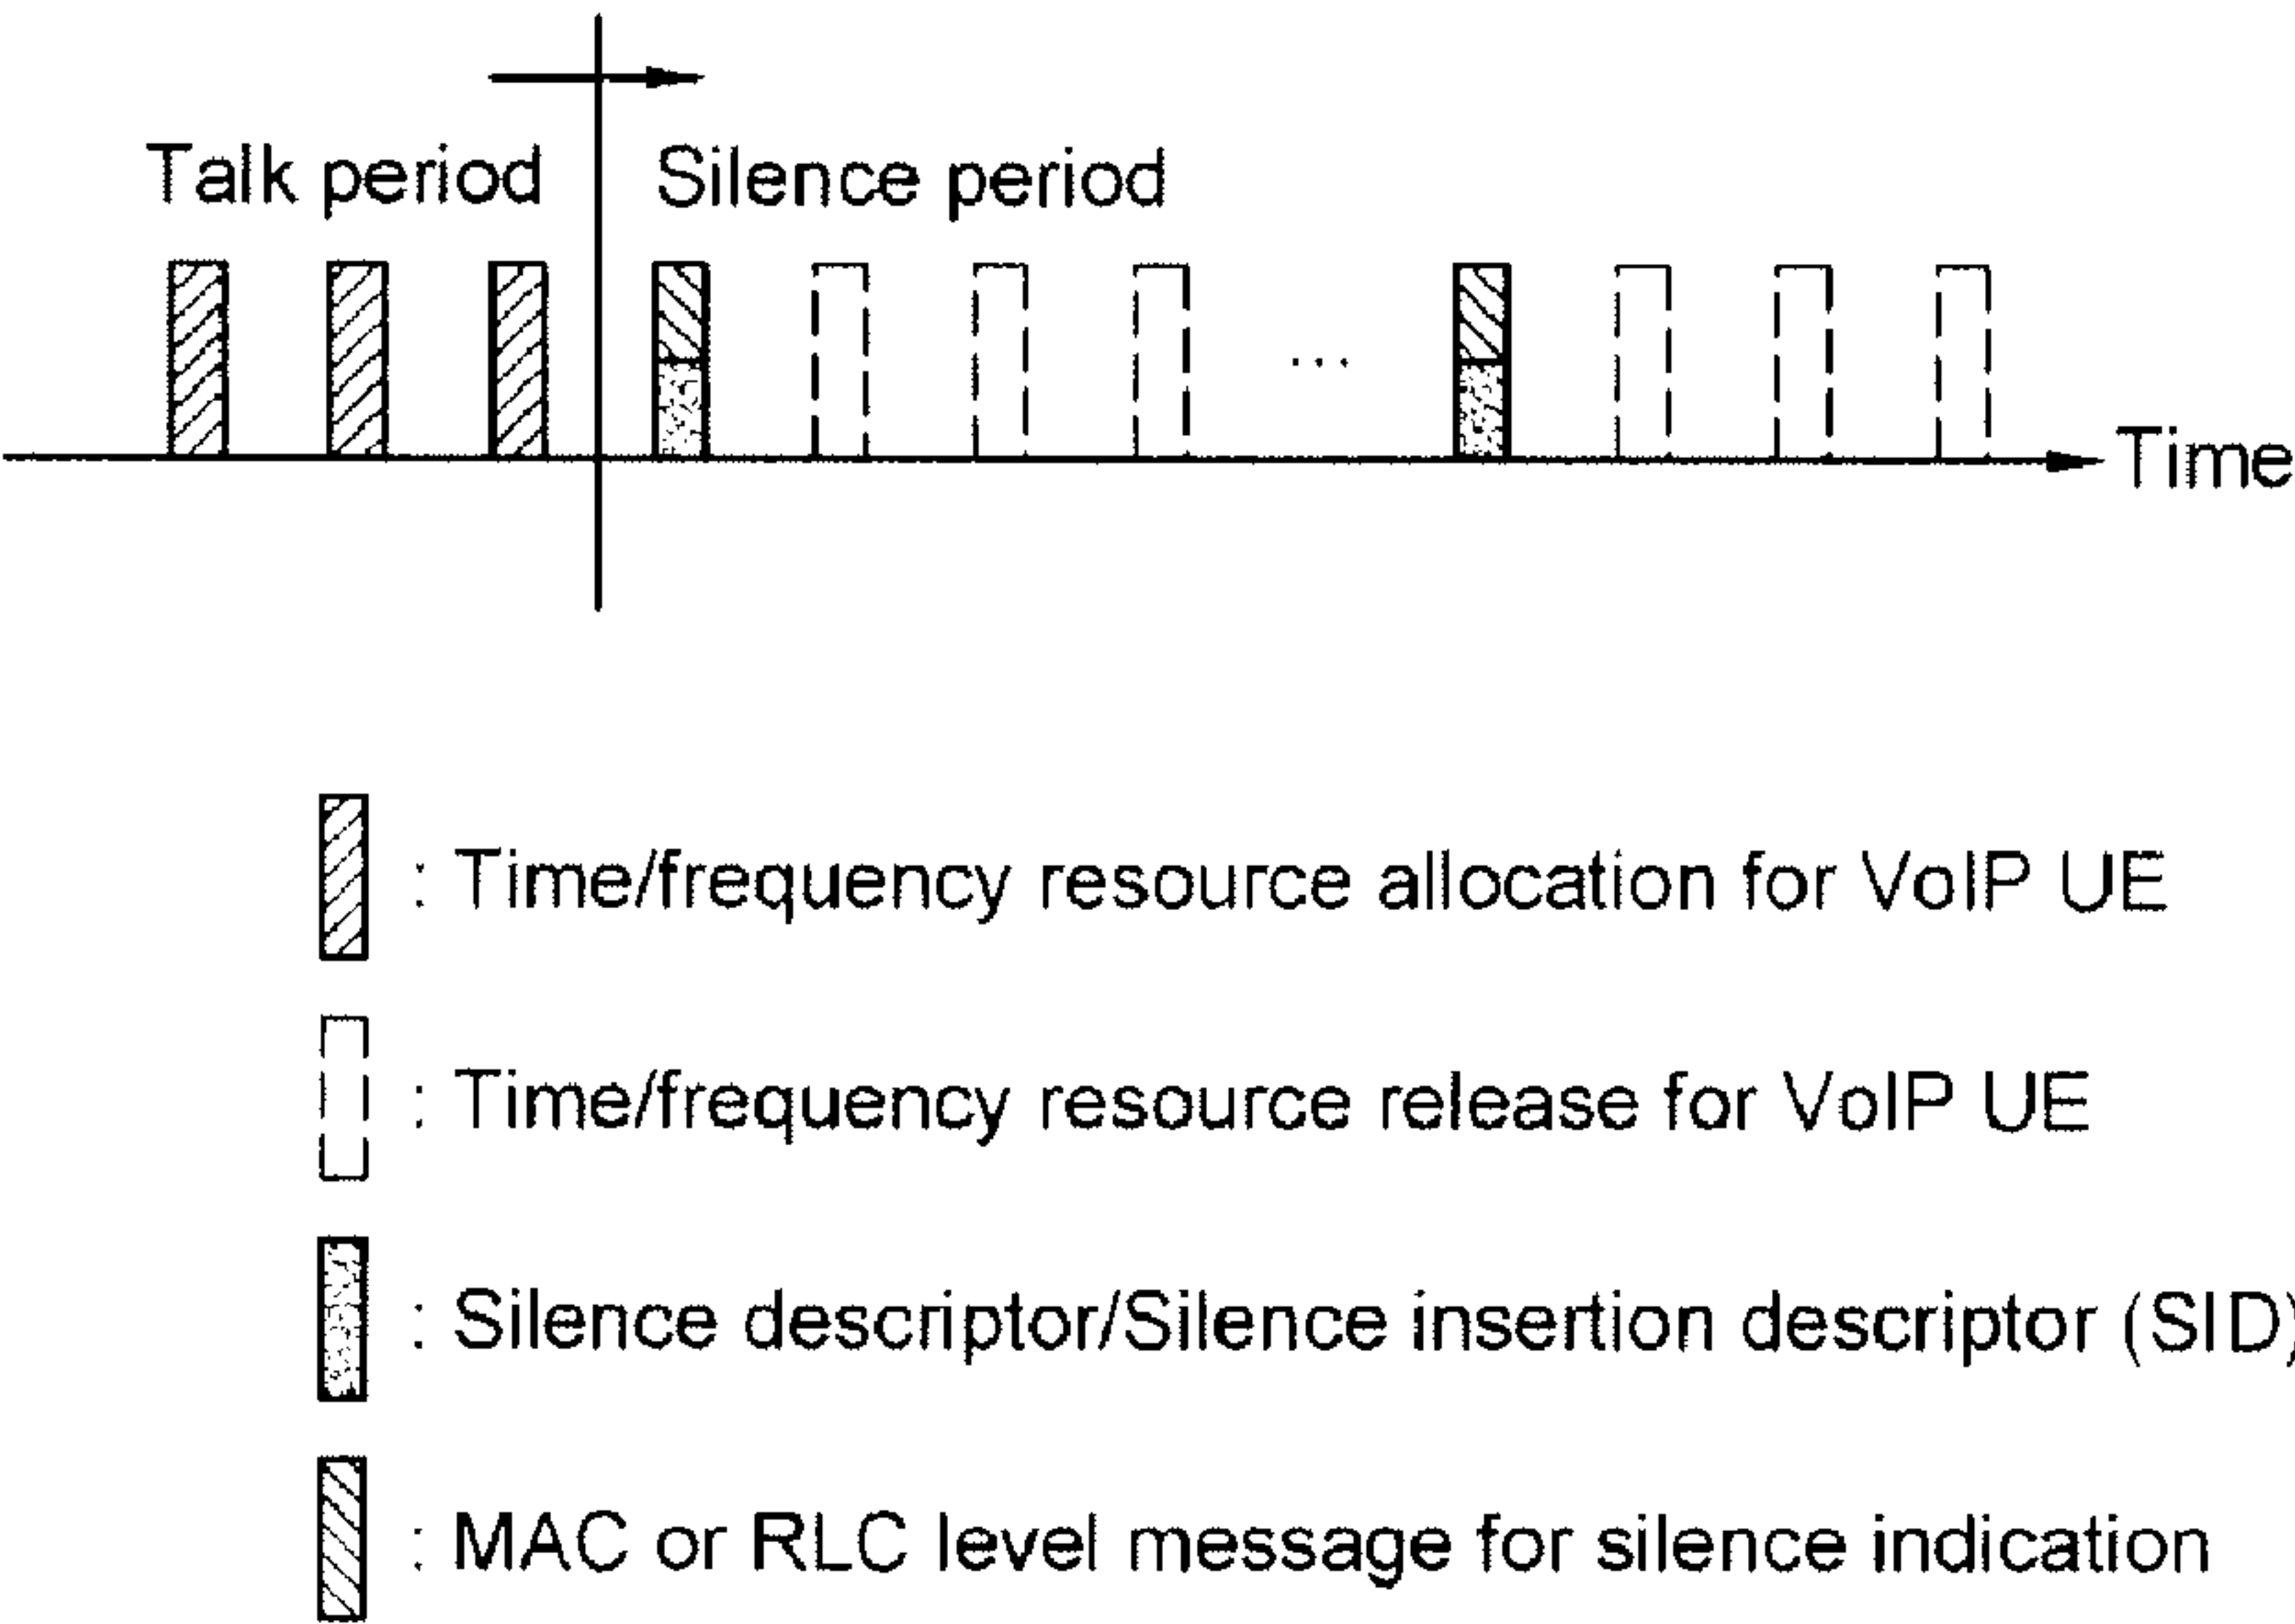 Talk period
Silence period
...
Time
: Time/frequency resource allocation for VoIP UE
: Time/frequency resource release for VoIP UE
: Silence descriptor/Silence insertion descriptor (SID)
: MAC or RLC level message for silence indication